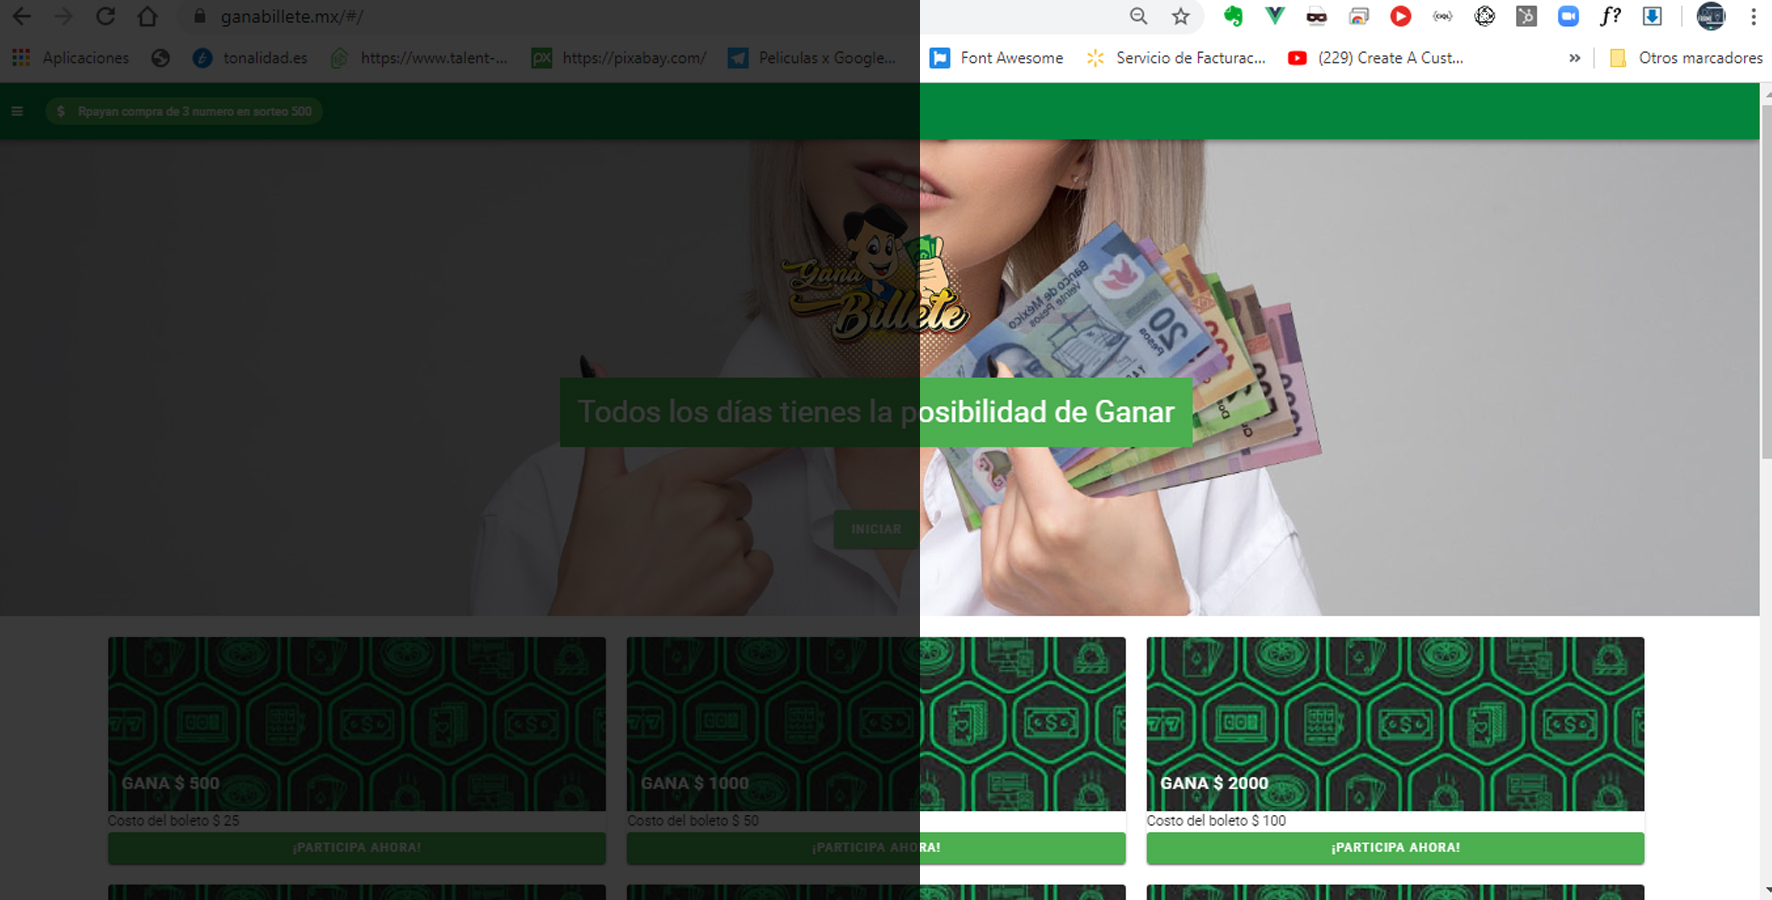 ganabillete.mx/#/
Aplicaciones
tonalidad.es
https://www.talent-...
https://pixabay.com/
Peliculas x Google...
Font Awesome
Servicio de Facturac...
(229) Create A Cust...
»
Otros marcadores
$ Rpayan compra de 3 numero en sorteo 500
Gana
Billete
Banco de México
Veinte Pesos
20
Pesos
Todos los días tienes la posibilidad de Ganar
INICIAR
GANA $ 500
Costo del boleto $ 25
¡PARTICIPA AHORA!
GANA $ 1000
Costo del boleto $ 50
¡PARTICIPA AHORA!
GANA $ 2000
Costo del boleto $ 100
¡PARTICIPA AHORA!